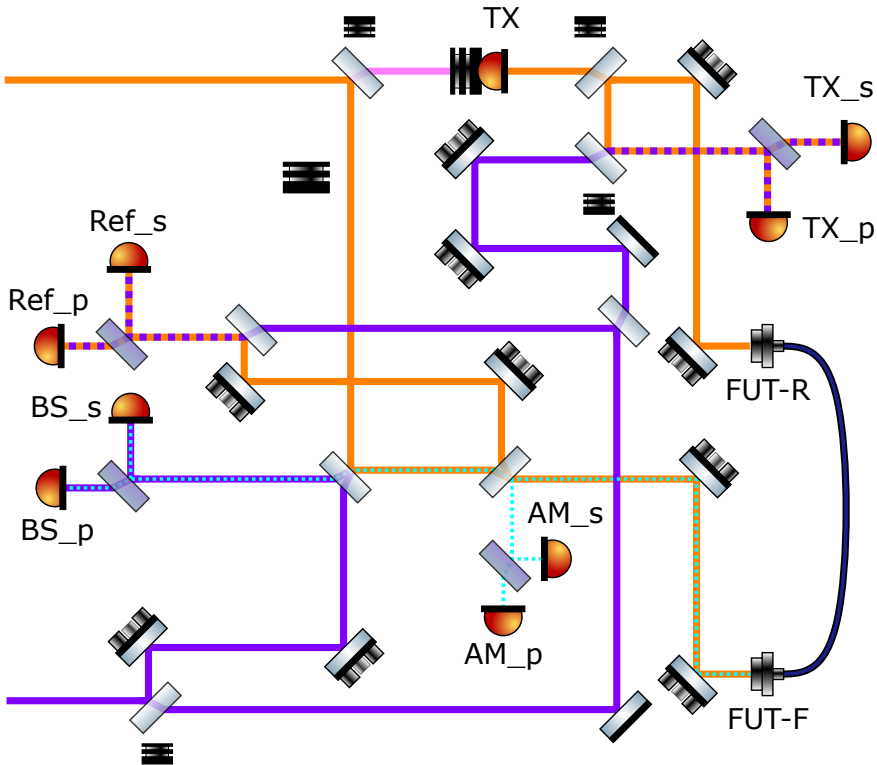 TX
TX_s
TX_p
Ref_s
Ref_p
FUT-R
BS_s
BS_p
AM_s
AM_p
FUT-F